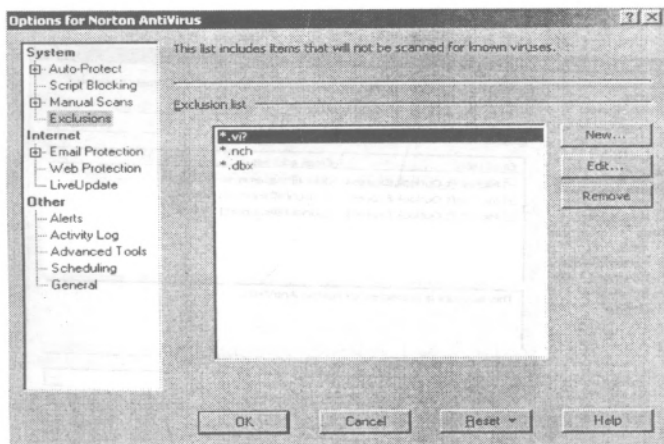 Options for Norton AntiVirus
System
Auto-Protect
Script Blocking
Manual Scans
Exclusions
Internet
Email Protection
Web Protection
LiveUpdate
Other
Alerts
Activity Log
Advanced Tools
Scheduling
General
This list includes items that will not be scanned for known viruses.
Exclusion list
*.vi?
*.nch
*.dbx
New...
Edit...
Remove
OK
Cancel
Reset
Help